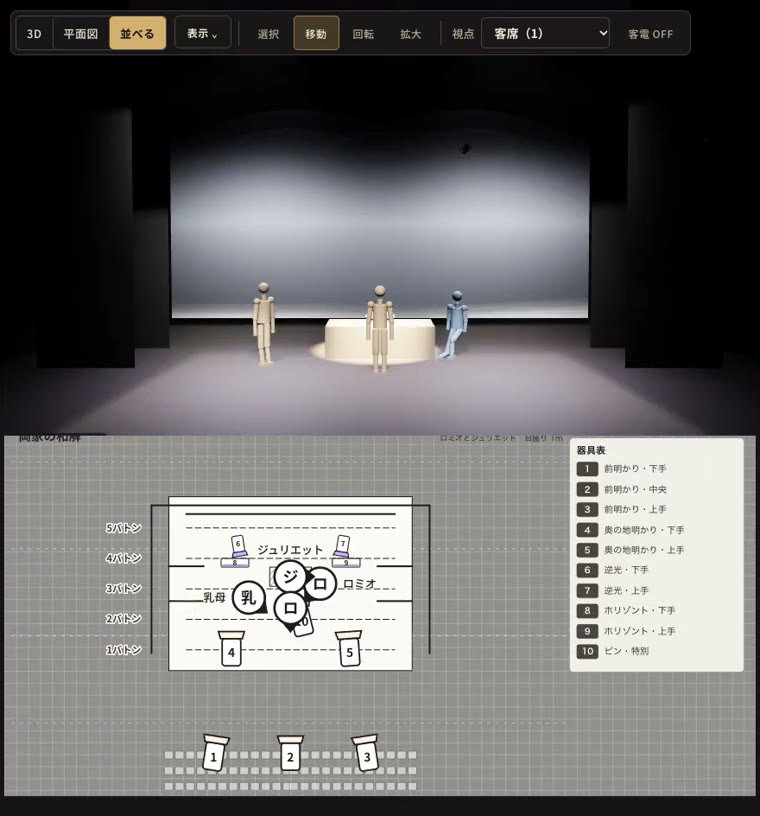 3D 平面図 並べる 表示 選択 移動 回転 拡大 視点 客席（1） 客電 OFF
両家の和解
ロミオとジュリエット 目盛り 1m
器具表
1 前明かり・下手
2 前明かり・中央
3 前明かり・上手
4 奥の地明かり・下手
5 奥の地明かり・上手
6 逆光・下手
7 逆光・上手
8 ホリゾント・下手
9 ホリゾント・上手
10 ピン・特別
5バトン
6 ジュリエット 7
4バトン
8 9
ジ
3バトン
乳母 乳 ロ ロミオ
ロ
2バトン
10
1バトン
4 5
1 2 3